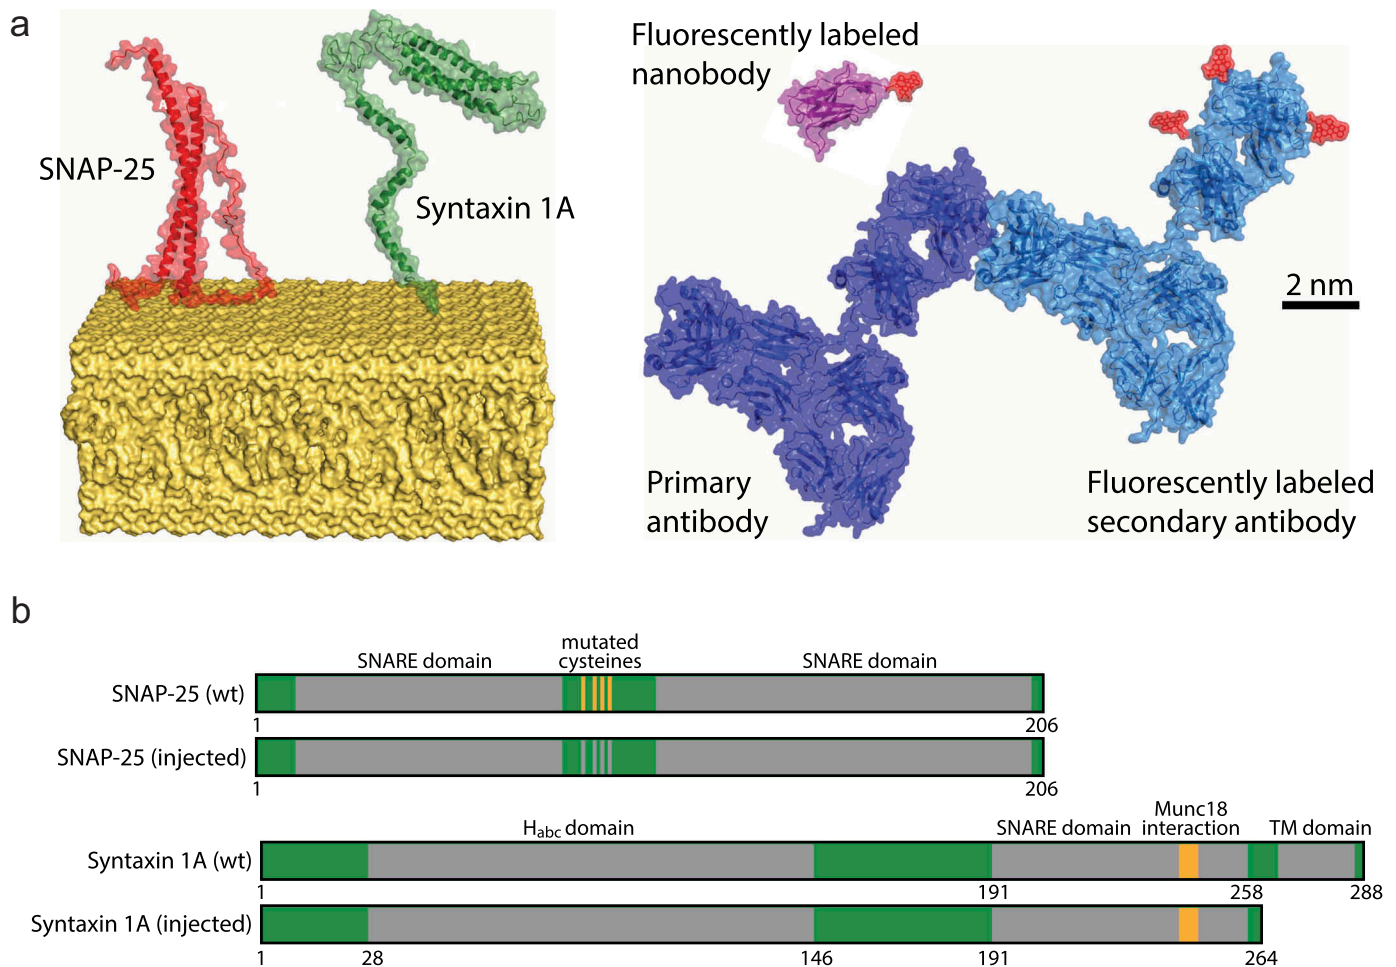 a
Fluorescently labeled
nanobody
SNAP-25
Syntaxin 1A
2 nm
Primary
antibody
Fluorescently labeled
secondary antibody
b
mutated
SNARE domain cysteines SNARE domain
SNAP-25 (wt)
1 206
SNAP-25 (injected)
1 206
Munc18
Habc domain SNARE domain interaction TM domain
Syntaxin 1A (wt)
1 191 258 288
Syntaxin 1A (injected)
1 28 146 191 264